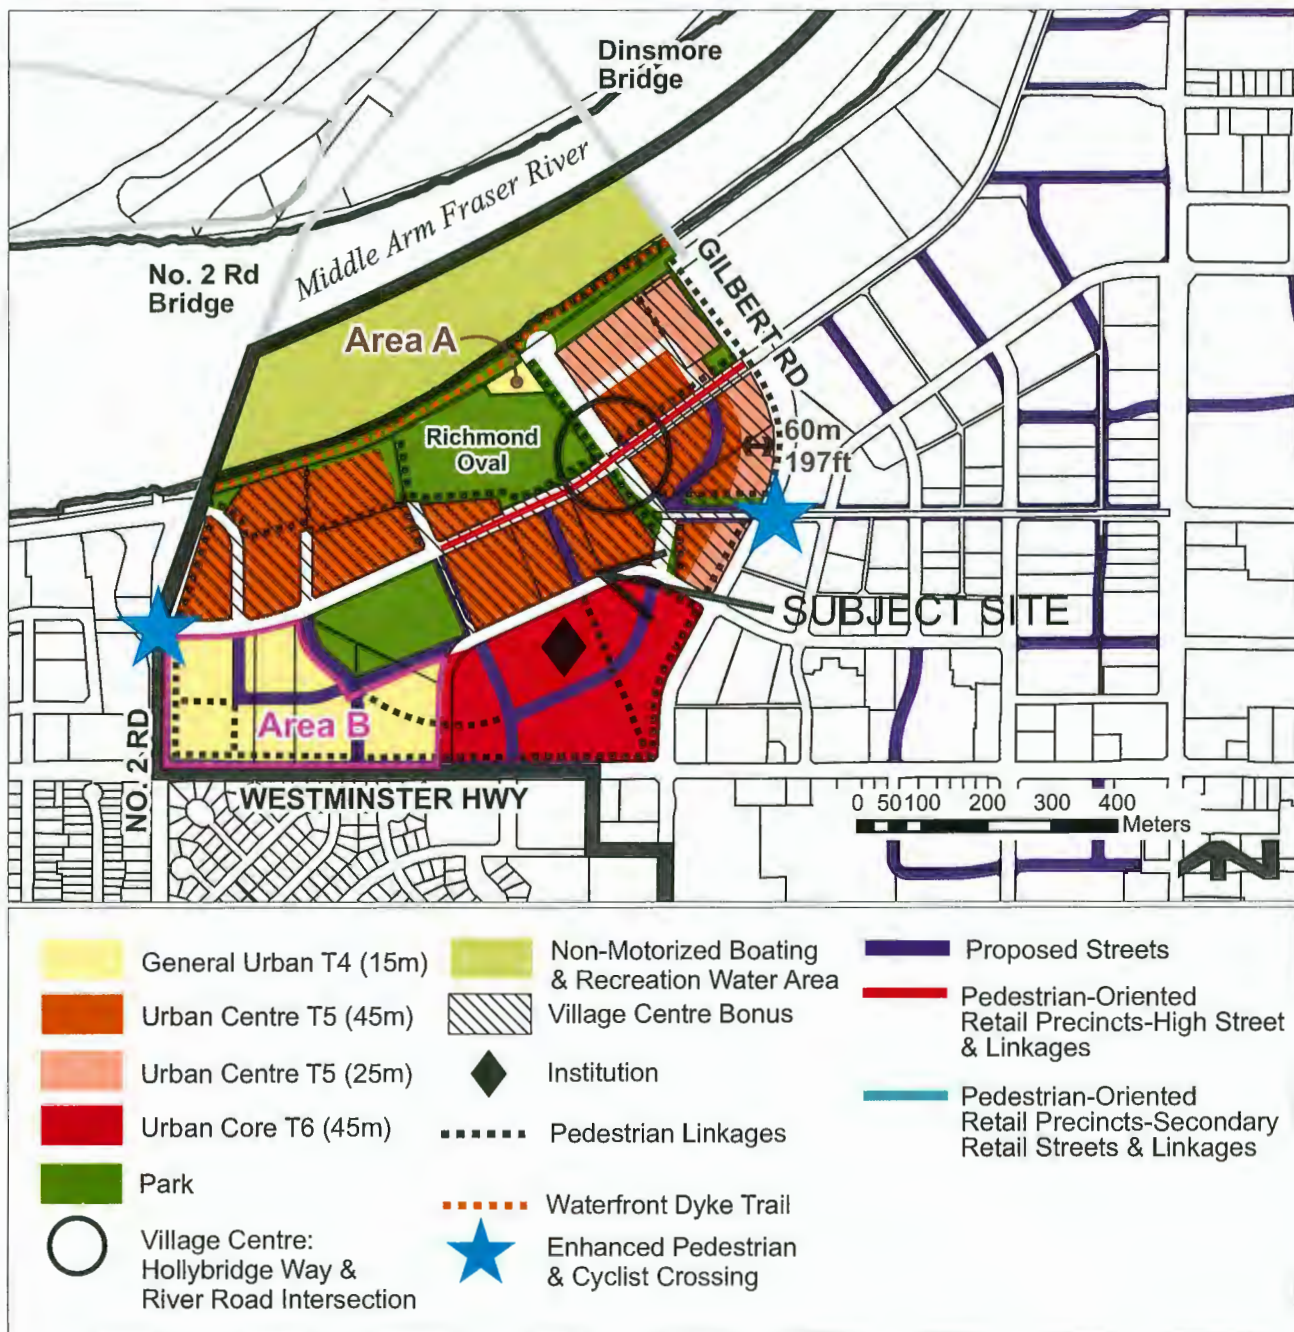 Dinsmore
Bridge
Middle Arm Fraser River
No. 2 Rd
Bridge
GILBERT RD
Area A
Richmond
Oval
60m
197ft
SUBJECT SITE
Area B
NO. 2 RD
WESTMINSTER HWY
0 50 100 200 300 400
Meters
N
General Urban T4 (15m)
Urban Centre T5 (45m)
Urban Centre T5 (25m)
Urban Core T6 (45m)
Park
Village Centre:
Hollybridge Way &
River Road Intersection
Non-Motorized Boating
& Recreation Water Area
Village Centre Bonus
Institution
Pedestrian Linkages
Waterfront Dyke Trail
Enhanced Pedestrian
& Cyclist Crossing
Proposed Streets
Pedestrian-Oriented
Retail Precincts-High Street
& Linkages
Pedestrian-Oriented
Retail Precincts-Secondary
Retail Streets & Linkages